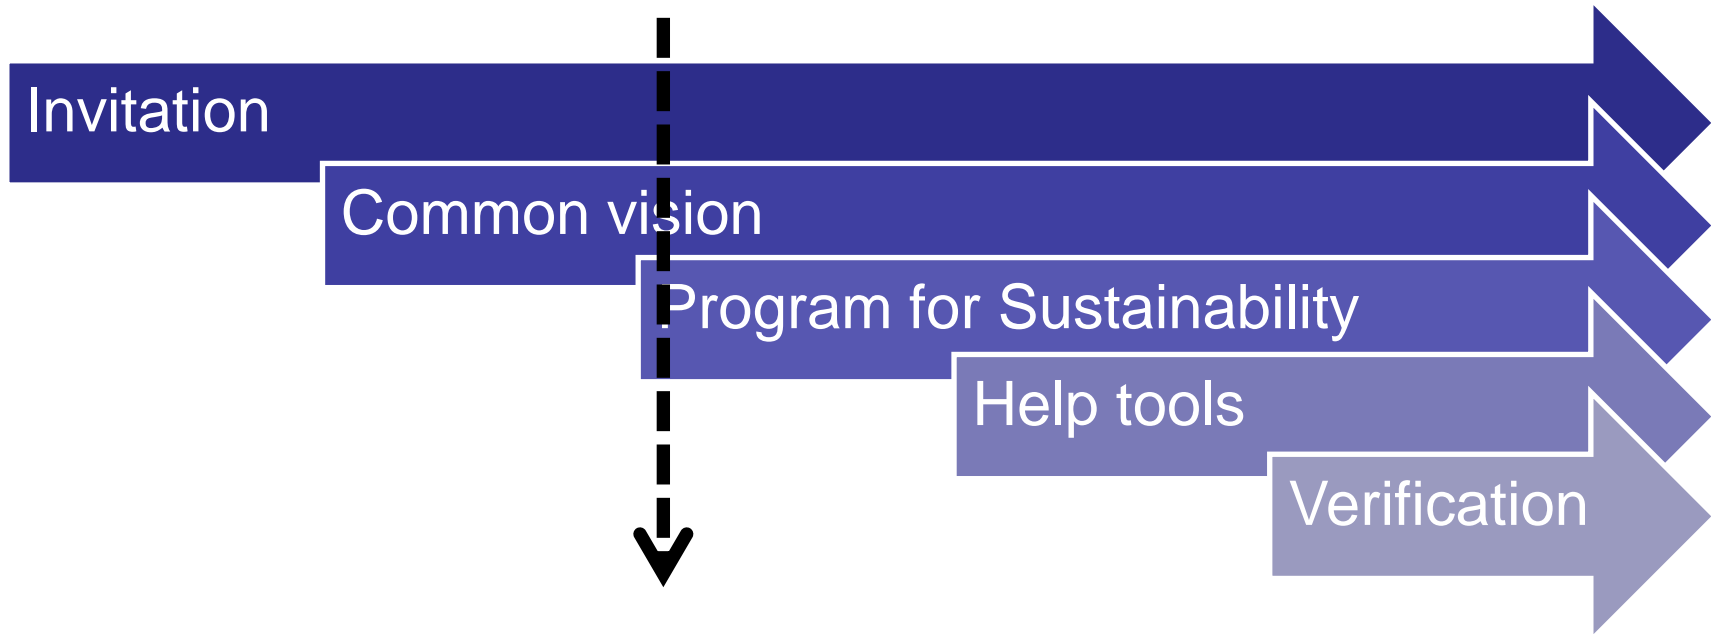 Invitation
Common vision
Program for Sustainability
Help tools
Verification